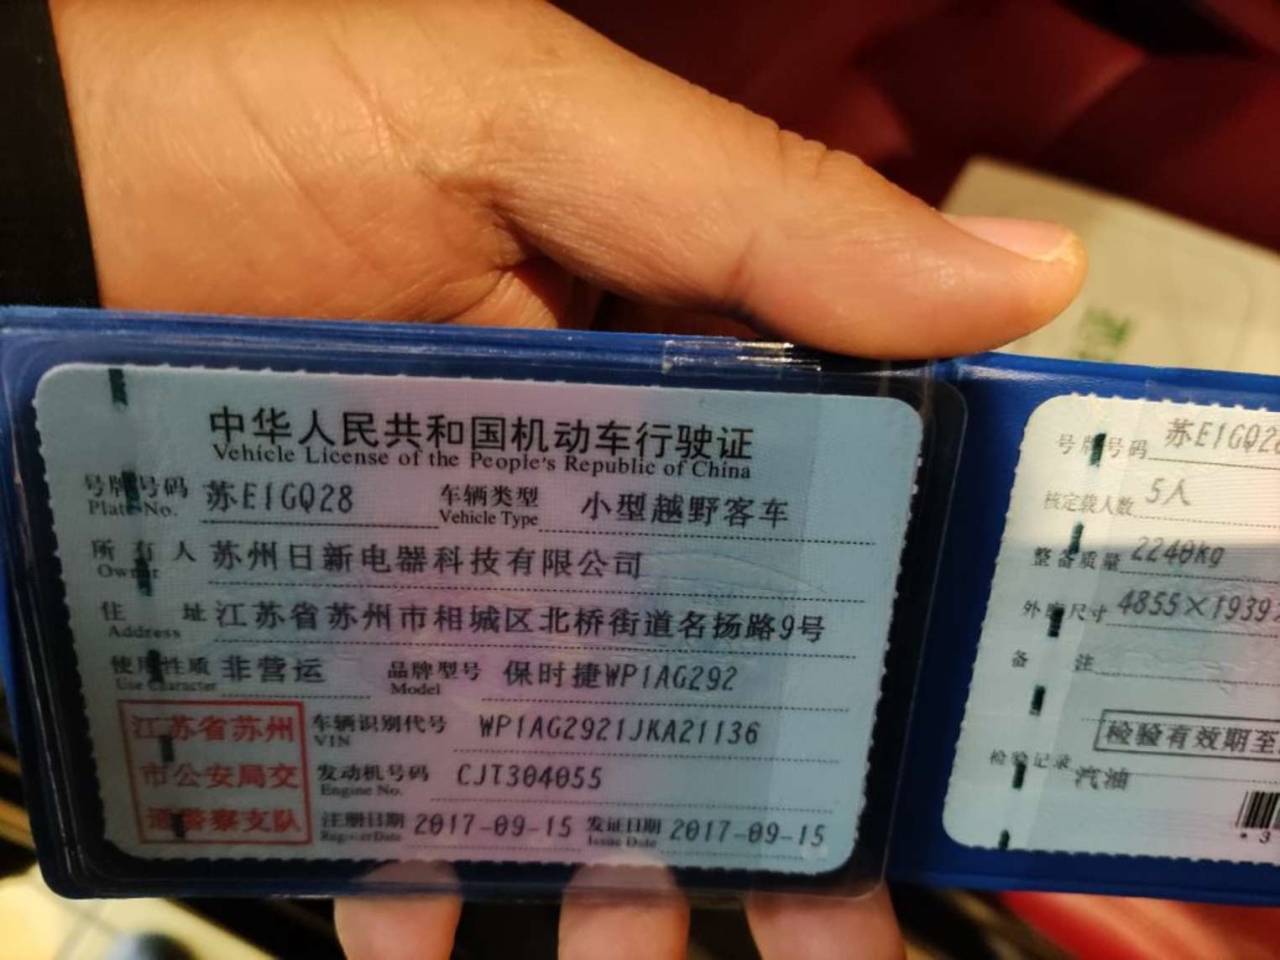 中华人民共和国机动车行驶证
Vehicle License of the People's Republic of China
号牌号码 苏E1GQ28 车辆类型 小型越野客车
Plate No. Vehicle Type
所有人 苏州日新电器科技有限公司
Owner
住址 江苏省苏州市相城区北桥街道名扬路9号
Address
使用性质 非营运 品牌型号 保时捷WP1AG292
Use Character Model
江苏省苏州
市公安局交
通警察支队
车辆识别代号 WP1AG2921JKA21136
VIN
发动机号码 CJT304055
Engine No.
注册日期 2017-09-15 发证日期 2017-09-15
Register Date Issue Date
号牌号码 苏E1GQ28
核定载人数 5人
整备质量 2240kg
外廓尺寸 4855×1939
备注
检验有效期至
检验记录
汽油
* 3